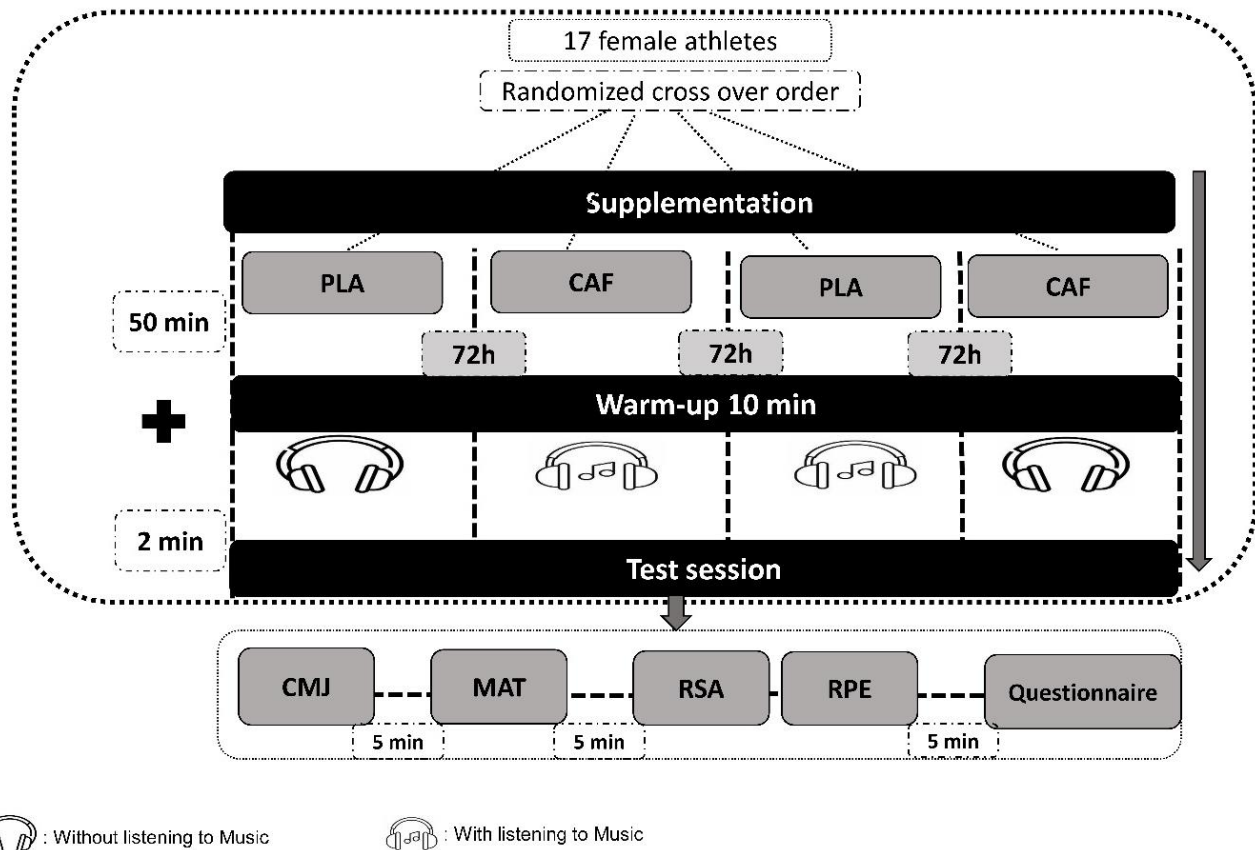 17 female athletes
Randomized cross over order
Supplementation
PLA
CAF
PLA
CAF
50 min
72h
72h
72h
Warm-up 10 min
2 min
Test session
CMJ
MAT
RSA
RPE
Questionnaire
5 min
5 min
5 min
: Without listening to Music
: With listening to Music